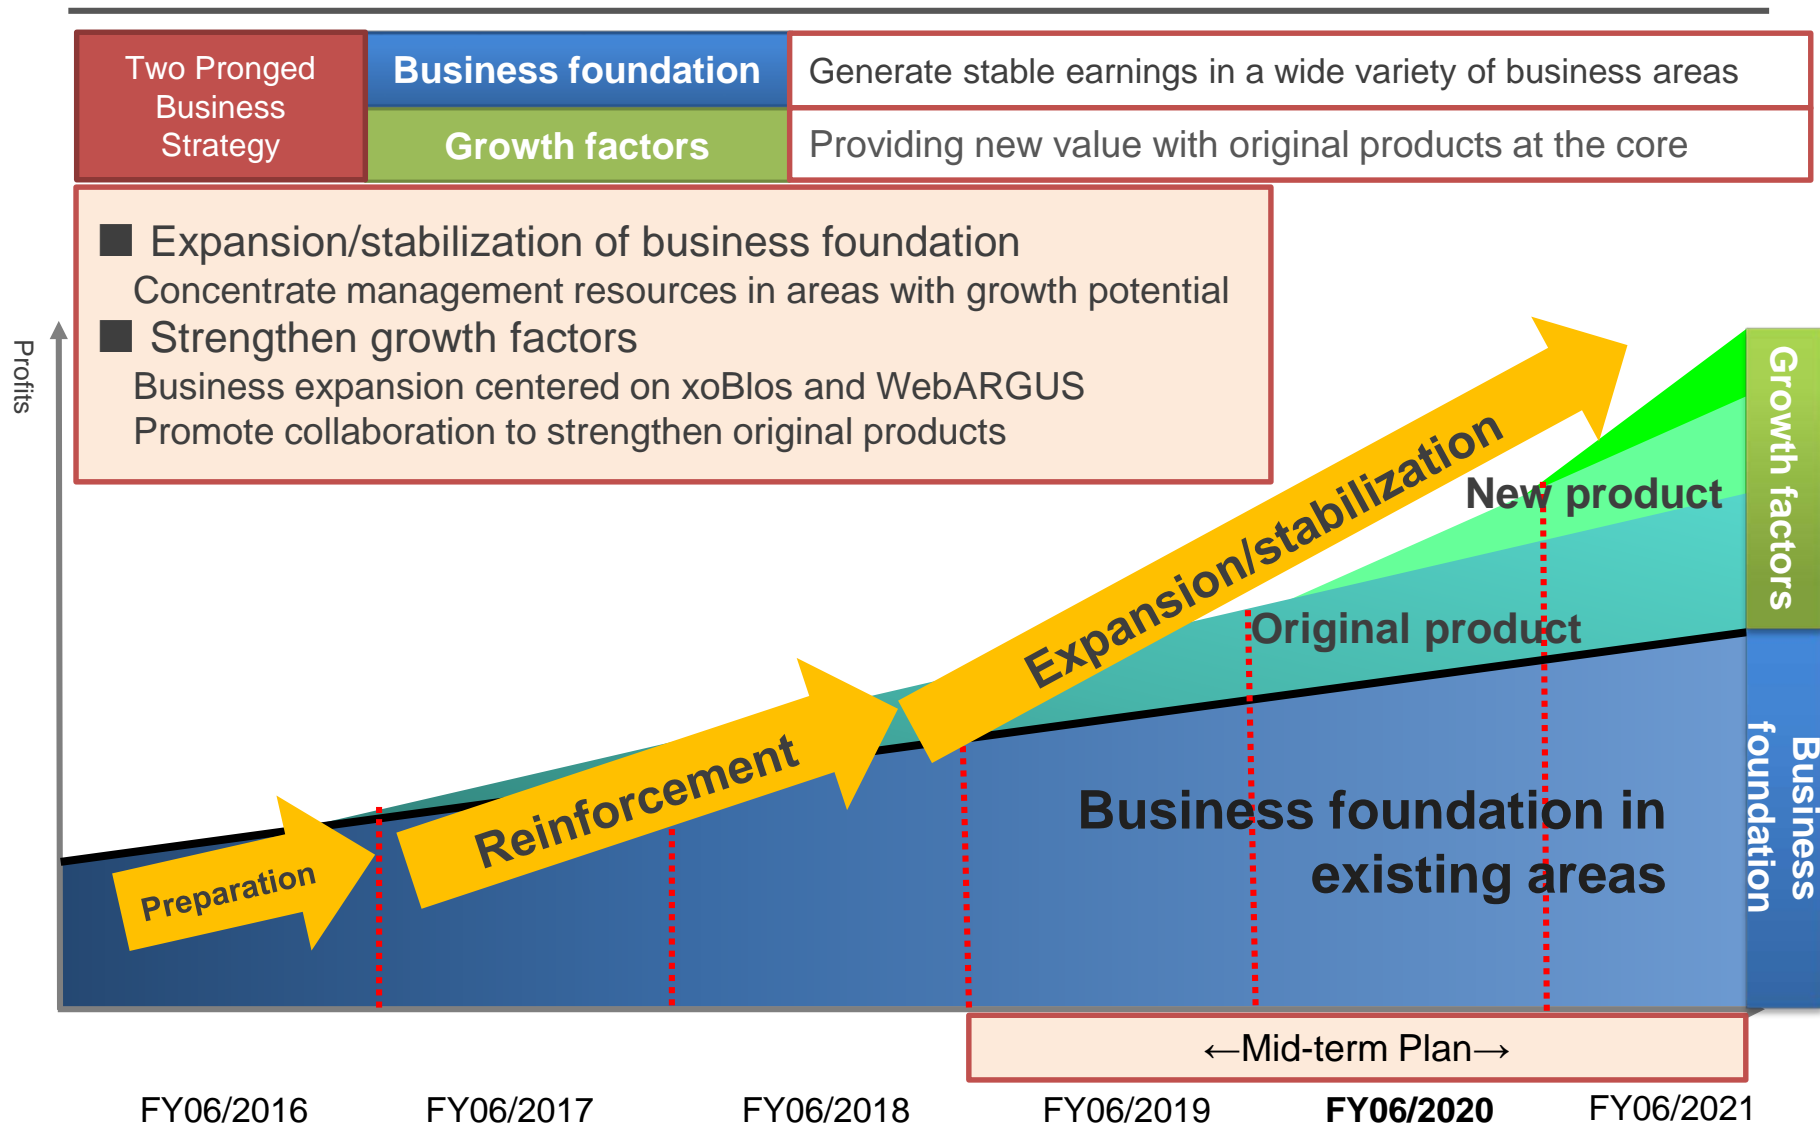 Two Pronged
Business
Strategy
Business foundation
Generate stable earnings in a wide variety of business areas
Growth factors
Providing new value with original products at the core
■ Expansion/stabilization of business foundation
Concentrate management resources in areas with growth potential
■ Strengthen growth factors
Business expansion centered on xoBlos and WebARGUS
Promote collaboration to strengthen original products
Profits
Preparation
Reinforcement
Expansion/stabilization
New product
Original product
Business foundation in
existing areas
Growth factors
Business
foundation
←Mid-term Plan→
FY06/2016
FY06/2017
FY06/2018
FY06/2019
FY06/2020
FY06/2021